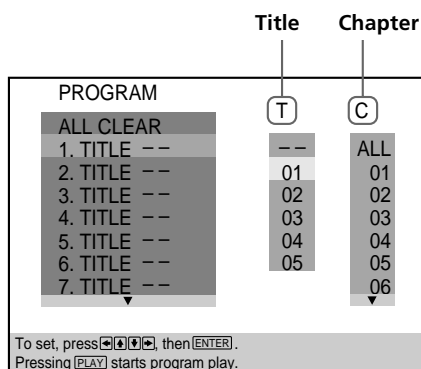 Title Chapter
PROGRAM
T C
ALL CLEAR
1. TITLE – – – – ALL
2. TITLE – – 01 01
3. TITLE – – 02 02
4. TITLE – – 03 03
5. TITLE – – 04 04
6. TITLE – – 05 05
7. TITLE – – 06
To set, press ←↑↓→, then ENTER.
Pressing PLAY starts program play.